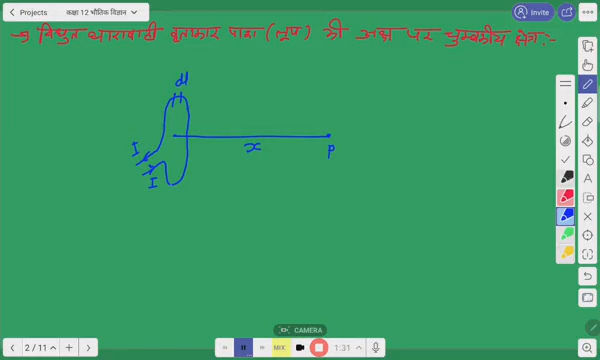 Projects कक्षा 12 भौतिक विज्ञान Invite
→ विधुत धारावाही वृत्ताकार पाश (लूप) की अक्ष पर चुम्बकीय क्षेत्र:-
dl
I
x
P
I
CAMERA
2 / 11 MIX 1:31